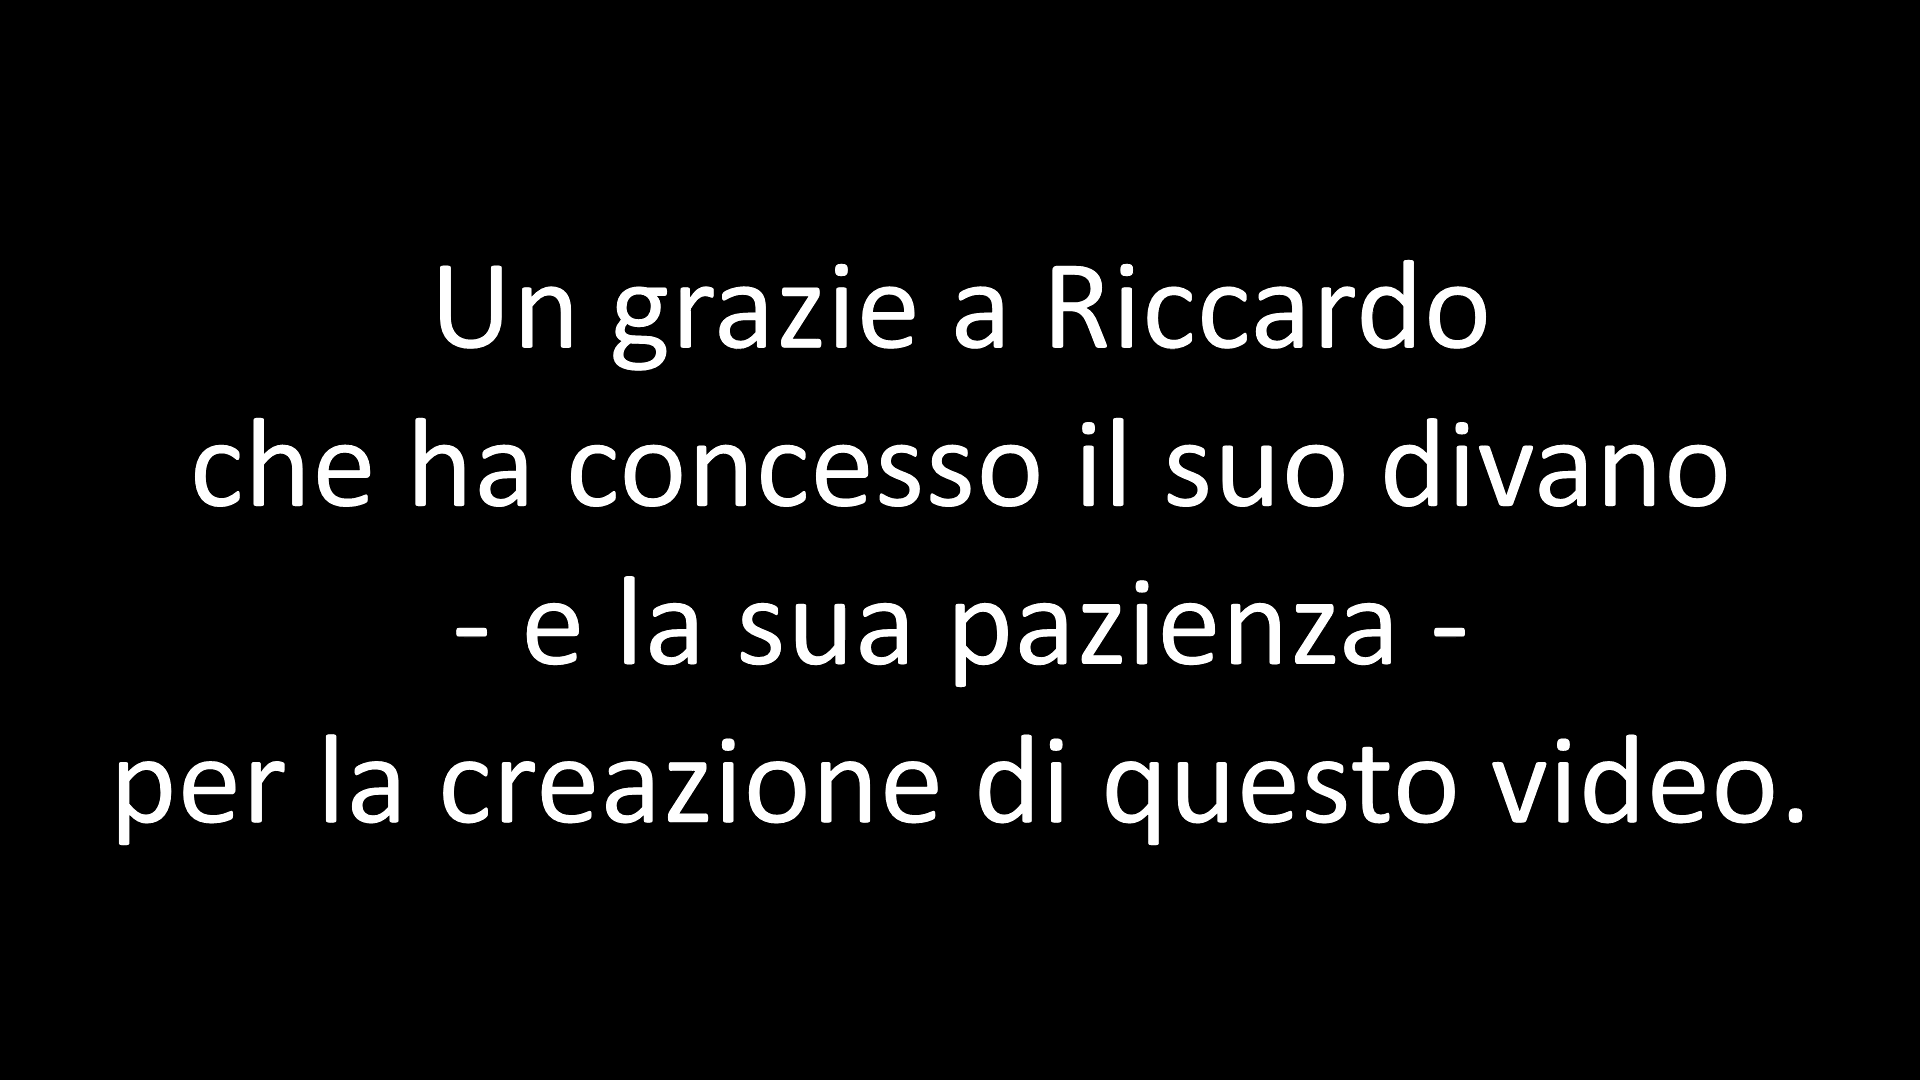 Un grazie a Riccardo
che ha concesso il suo divano
- e la sua pazienza -
per la creazione di questo video.